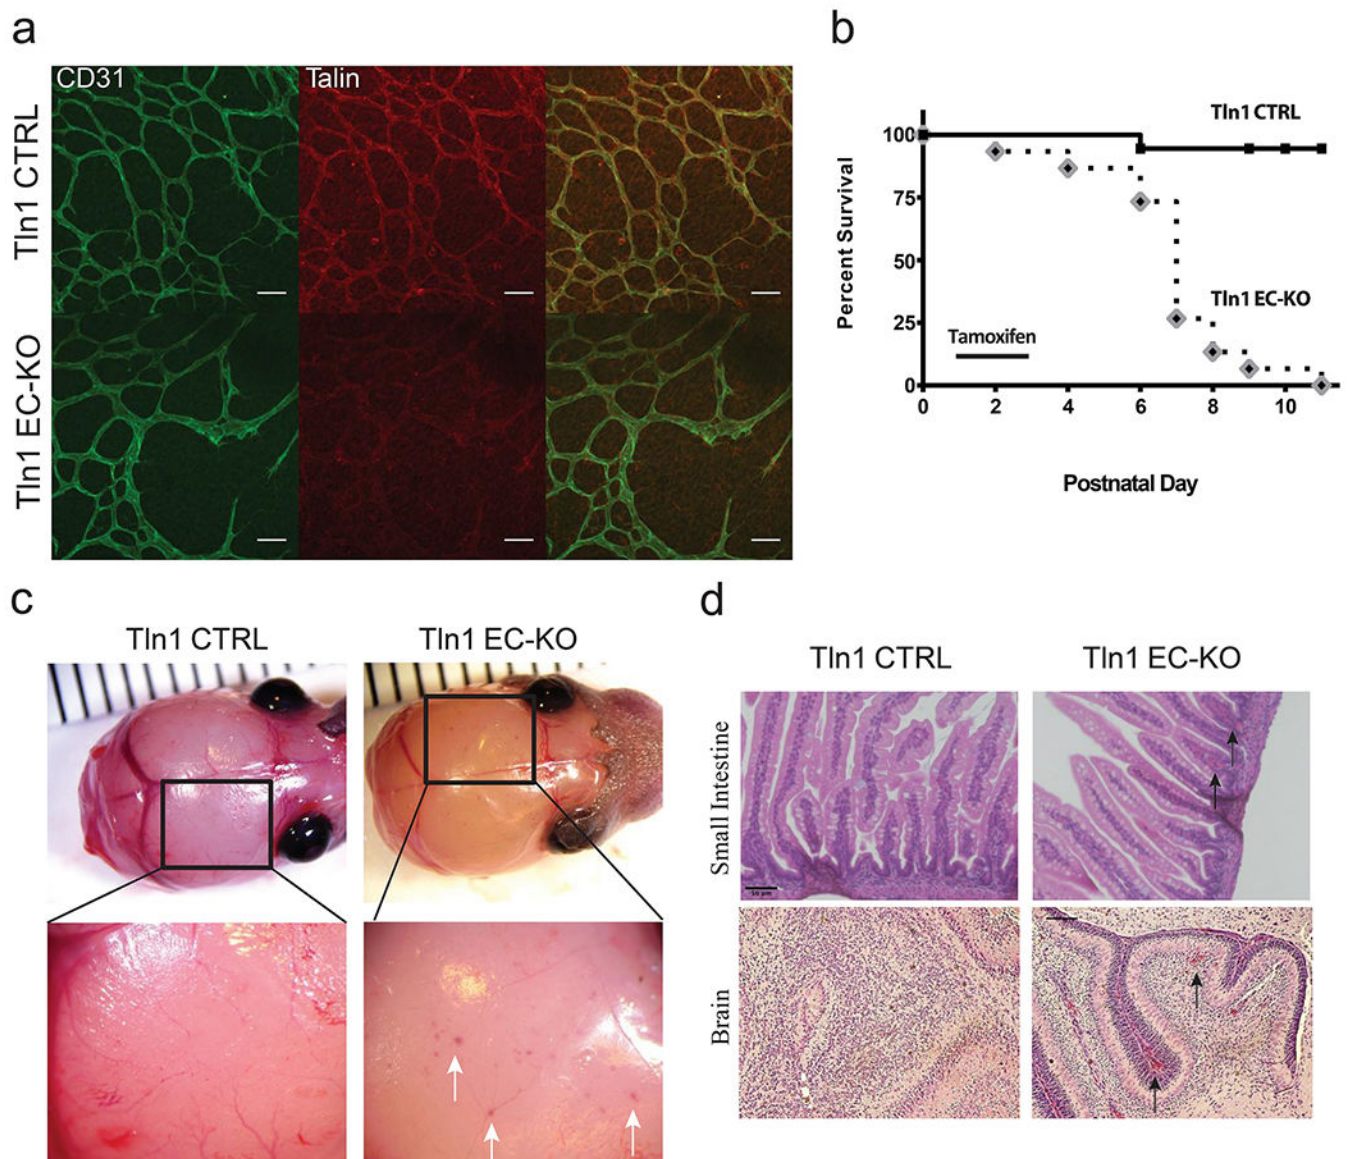 a
CD31
Talin
Tln1 CTRL
Tln1 EC-KO
b
Percent Survival
100
75
50
25
0
Tln1 CTRL
Tln1 EC-KO
Tamoxifen
0 2 4 6 8 10
Postnatal Day
c
Tln1 CTRL
Tln1 EC-KO
d
Tln1 CTRL
Tln1 EC-KO
Small Intestine
50 µm
Brain